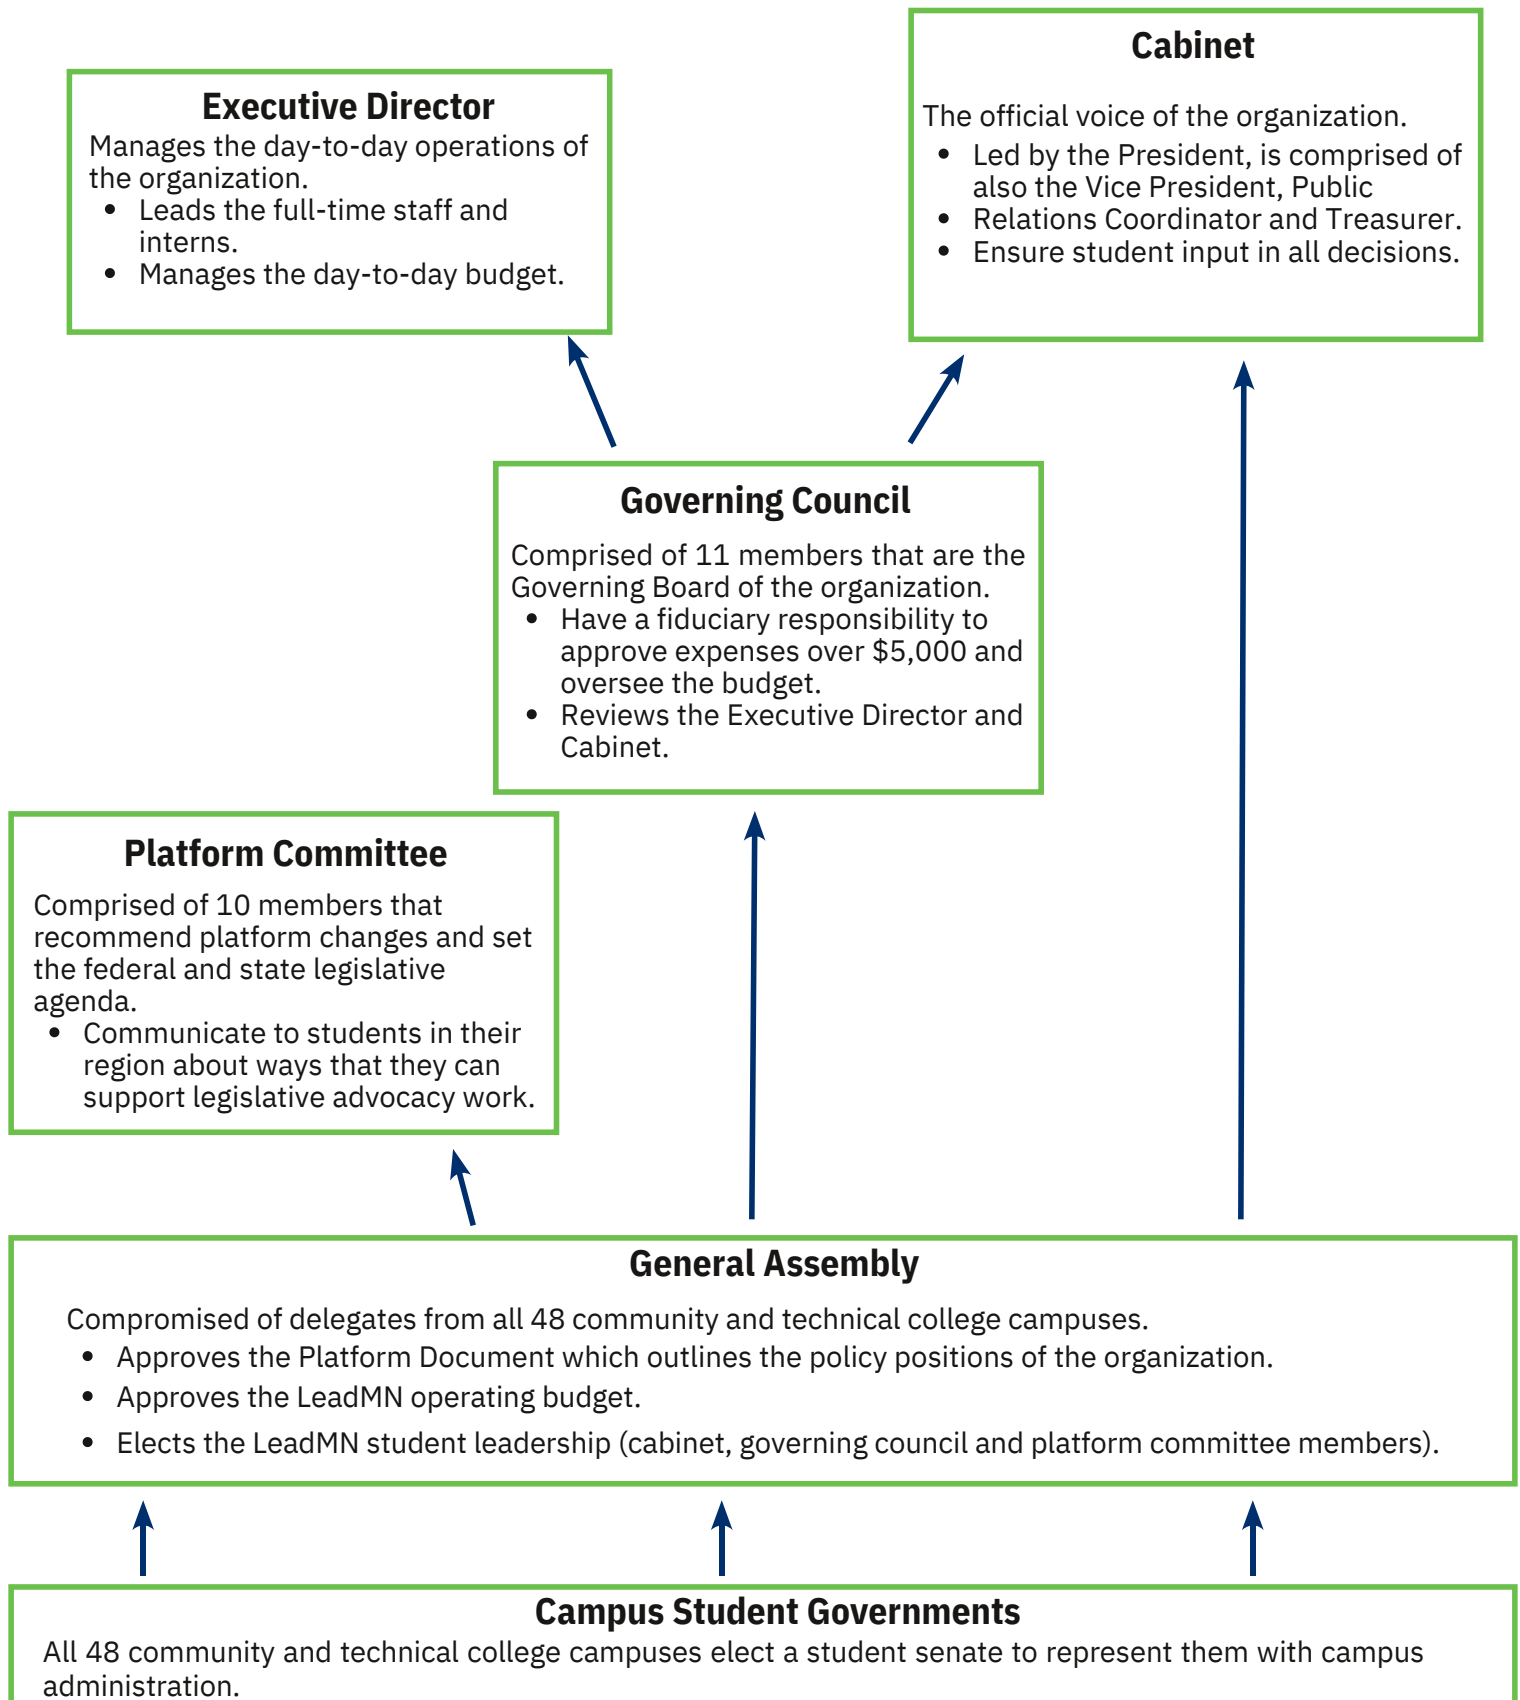 Cabinet
The official voice of the organization.
• Led by the President, is comprised of
also the Vice President, Public
• Relations Coordinator and Treasurer.
• Ensure student input in all decisions.
Executive Director
Manages the day-to-day operations of
the organization.
• Leads the full-time staff and
interns.
• Manages the day-to-day budget.
Governing Council
Comprised of 11 members that are the
Governing Board of the organization.
• Have a fiduciary responsibility to
approve expenses over $5,000 and
oversee the budget.
• Reviews the Executive Director and
Cabinet.
Platform Committee
Comprised of 10 members that
recommend platform changes and set
the federal and state legislative
agenda.
• Communicate to students in their
region about ways that they can
support legislative advocacy work.
General Assembly
Compromised of delegates from all 48 community and technical college campuses.
• Approves the Platform Document which outlines the policy positions of the organization.
• Approves the LeadMN operating budget.
• Elects the LeadMN student leadership (cabinet, governing council and platform committee members).
Campus Student Governments
All 48 community and technical college campuses elect a student senate to represent them with campus
administration.